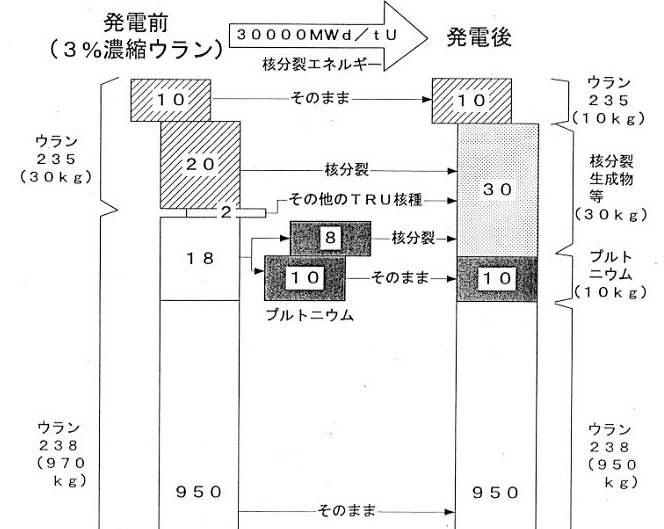 発電前
(３％濃縮ウラン)
３００００ＭＷｄ／ｔＵ
核分裂エネルギー
発電後
１０
そのまま
１０
ウラン
２３５
(１０ｋｇ)
ウラン
２３５
(３０ｋｇ)
２０
核分裂
３０
核分裂
生成物
等
(３０ｋｇ)
２
その他のＴＲＵ核種
８
核分裂
１８
１０
そのまま
１０
プルト
ニウム
(１０ｋｇ)
プルトニウム
ウラン
２３８
(９７０
ｋｇ)
ウラン
２３８
(９５０
ｋｇ)
９５０
そのまま
９５０